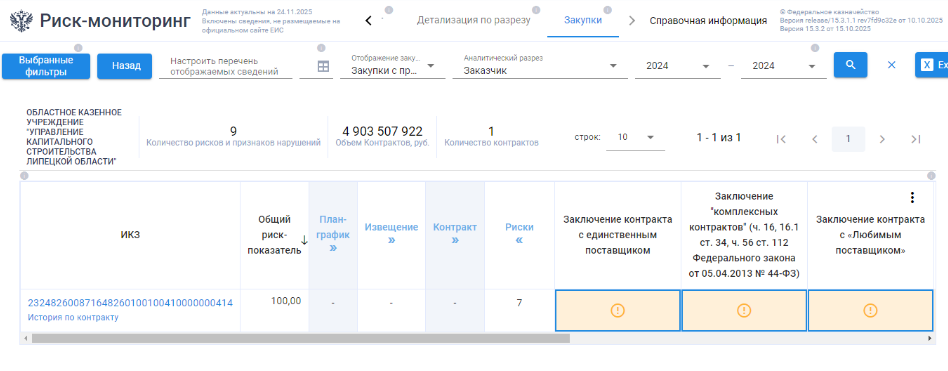 Риск-мониторинг
Данные актуальны на 24.11.2025
Включены сведения, не размещаемые на
официальном сайте ЕИС
Детализация по разрезу
Закупки
Справочная информация
© Федеральное казначейство
Версия release/15.3.1.1 rev7fd9c32e от 10.10.2025
Версия 15.3.2 от 15.10.2025
Выбранные
фильтры
Назад
Настроить перечень
отображаемых сведений
Отображение заку...
Закупки с пр...
Аналитический разрез
Заказчик
2024
–
2024
X Ex
ОБЛАСТНОЕ КАЗЕННОЕ
УЧРЕЖДЕНИЕ
"УПРАВЛЕНИЕ
КАПИТАЛЬНОГО
СТРОИТЕЛЬСТВА
ЛИПЕЦКОЙ ОБЛАСТИ"
9
Количество рисков и признаков нарушений
4 903 507 922
Объем Контрактов, руб.
1
Количество контрактов
строк: 10
1 - 1 из 1
1
ИКЗ
Общий
риск-
показатель
План-
график
»
Извещение
»
Контракт
»
Риски
«
Заключение контракта
с единственным
поставщиком
Заключение
"комплексных
контрактов" (ч. 16, 16.1
ст. 34, ч. 56 ст. 112
Федерального закона
от 05.04.2013 № 44-ФЗ)
Заключение контракта
с «Любимым
поставщиком»
232482600871648260100100410000000414
История по контракту
100,00
-
-
-
7